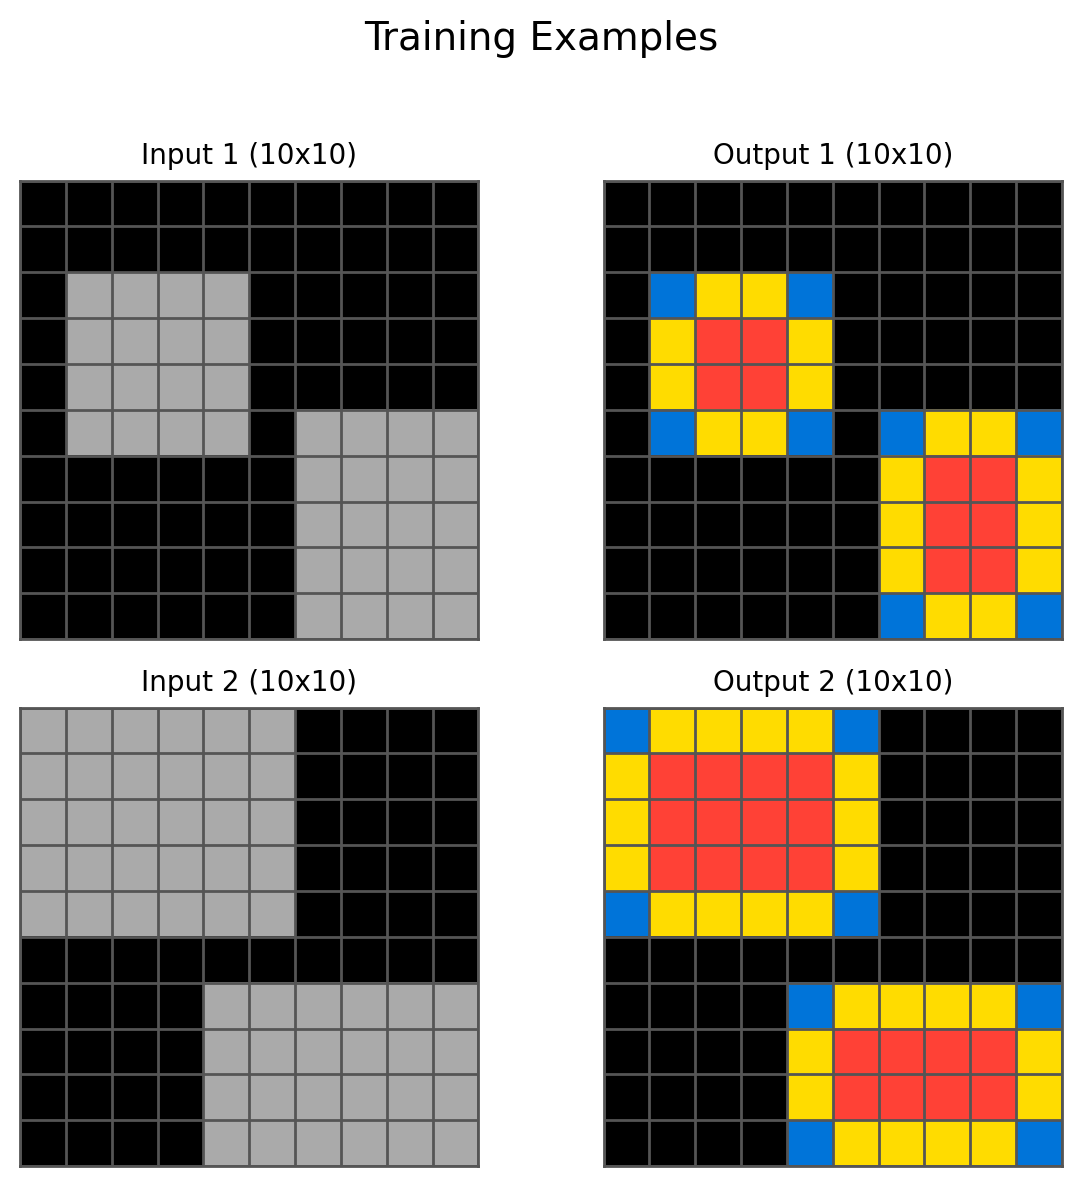 Training Examples
Input 1 (10x10)
Output 1 (10x10)
Input 2 (10x10)
Output 2 (10x10)